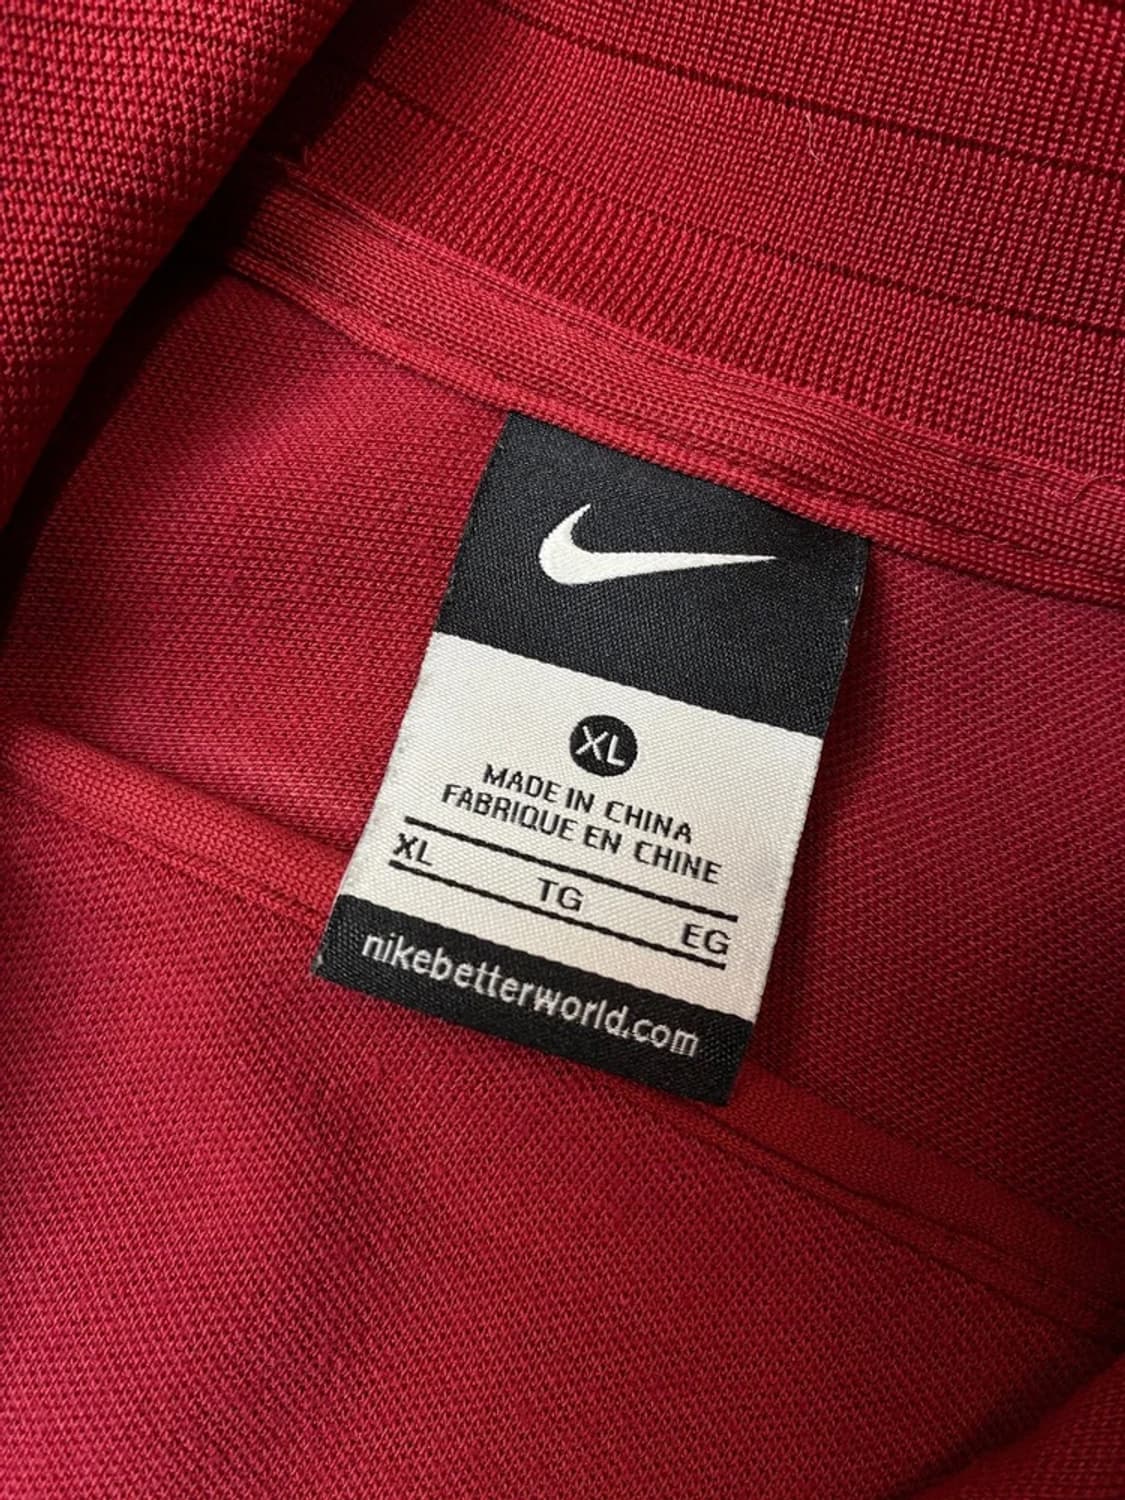 XL
MADE IN CHINA
FABRIQUE EN CHINE
XL TG EG
nikebetterworld.com